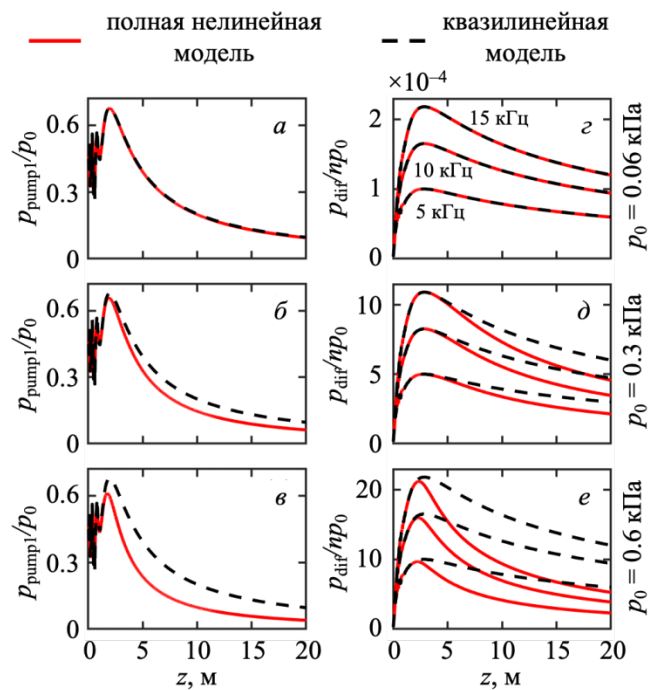 полная нелинейная
модель
квазилинейная
модель
×10⁻⁴
p_pump1/p_0
0.6
0.3
0
а
p_dif/np_0
2
1
0
15 кГц
10 кГц
5 кГц
г
p_0 = 0.06 кПа
p_pump1/p_0
0.6
0.3
0
б
p_dif/np_0
10
5
0
д
p_0 = 0.3 кПа
p_pump1/p_0
0.6
0.3
0
в
p_dif/np_0
20
10
0
е
p_0 = 0.6 кПа
0 5 10 15 20
z, м
0 5 10 15 20
z, м